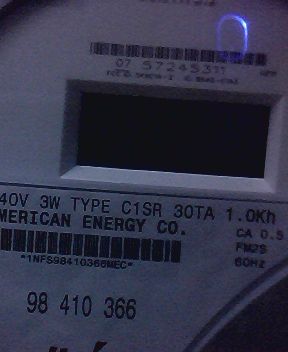 07 57245311
40V 3W TYPE C1SR 30TA 1.0Kh
MERICAN ENERGY CO.
CA 0.5
FM2S
60Hz
*1NFS98410366MEC*
98 410 366